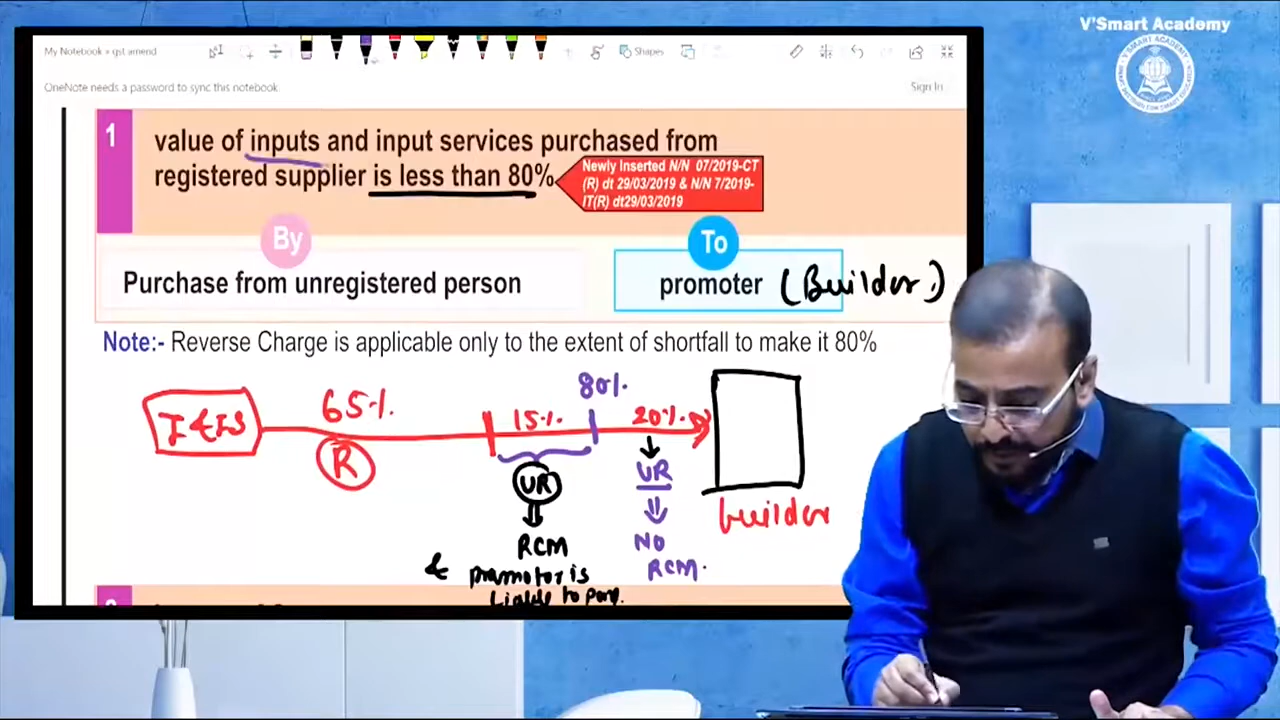 V'Smart Academy
My Notebook » gst amend
Shapes
OneNote needs a password to sync this notebook.
Sign In
1
value of inputs and input services purchased from
registered supplier is less than 80%
Newly Inserted N/N 07/2019-CT
(R) dt 29/03/2019 & N/N 7/2019-
IT(R) dt29/03/2019
By
To
Purchase from unregistered person
promoter (Builder.)
Note:- Reverse Charge is applicable only to the extent of shortfall to make it 80%
80%.
65%.
15%.
20%.
I & IS
R
UR
UR
builder
RCM
NO
RCM.
& promotor is
Liable to pay.